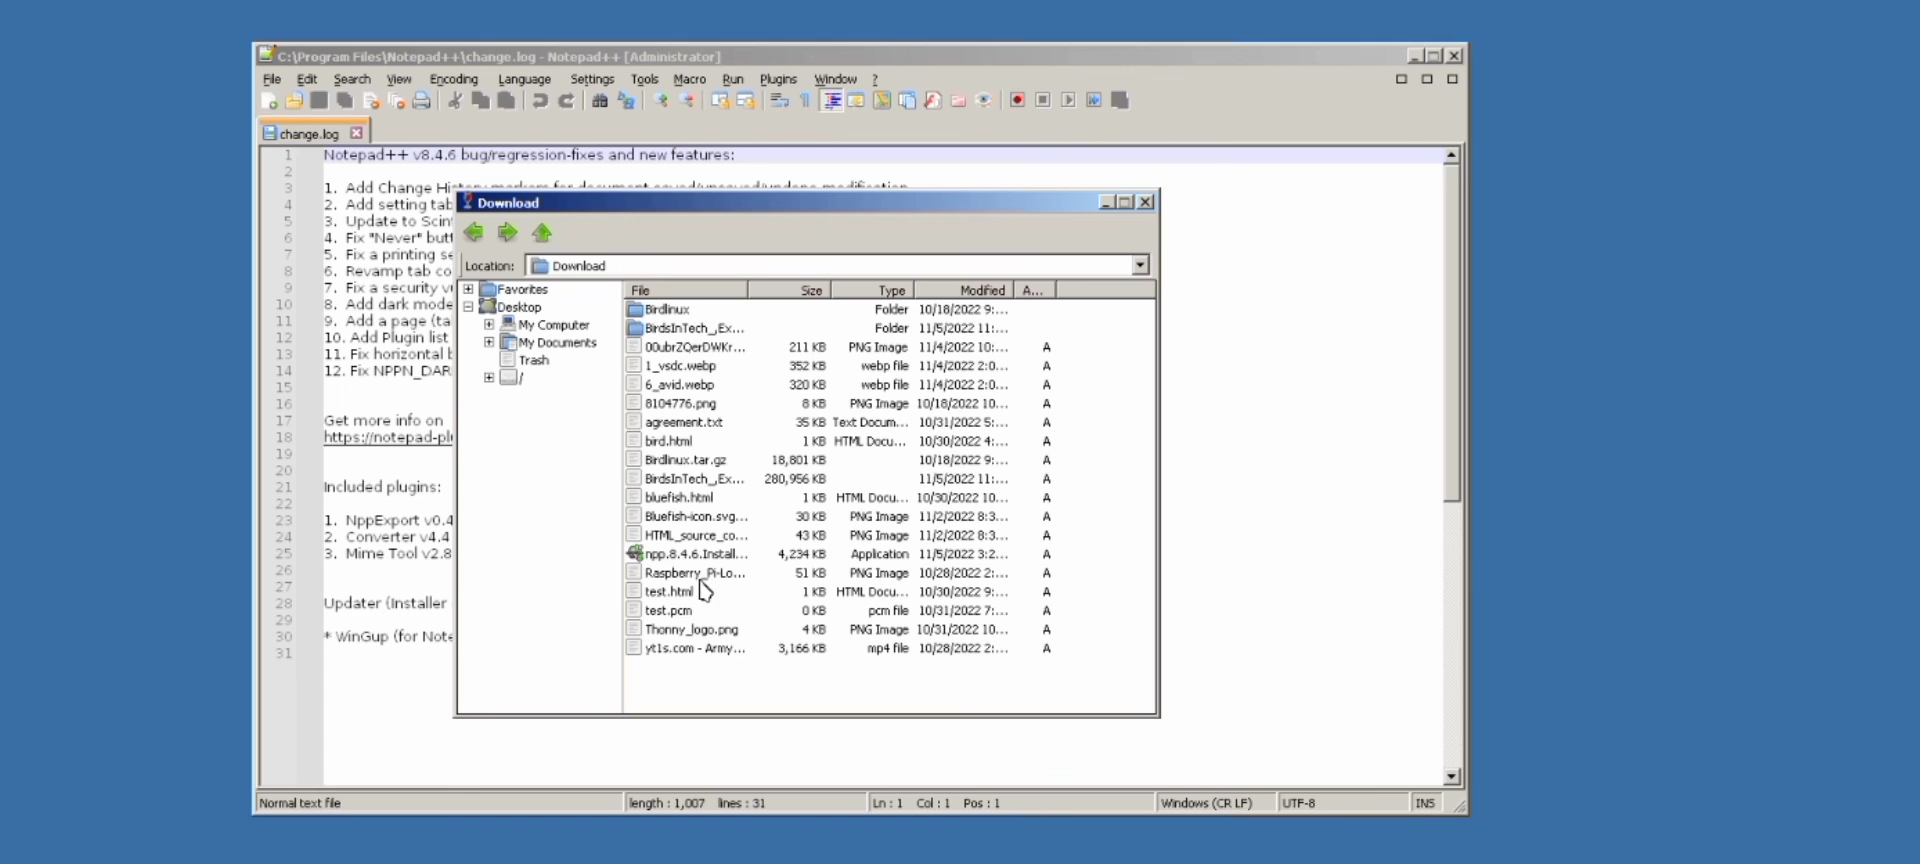 C:\Program Files\Notepad++\change.log - Notepad++ [Administrator]
File Edit Search View Encoding Language Settings Tools Macro Run Plugins Window ?
change.log
1 Notepad++ v8.4.6 bug/regression-fixes and new features:
2
3 1. Add Change History markers for document saved/unsaved/undone modification
4 2. Add setting tab
5 3. Update to Scin
6 4. Fix "Never" butt
7 5. Fix a printing se
8 6. Revamp tab co
9 7. Fix a security v
10 8. Add dark mode
11 9. Add a page (ta
12 10. Add Plugin list
13 11. Fix horizontal b
14 12. Fix NPPN_DAR
15
16
17 Get more info on
18 https://notepad-pl
19
20
21 Included plugins:
22
23 1. NppExport v0.4
24 2. Converter v4.4
25 3. Mime Tool v2.8
26
27
28 Updater (Installer
29
30 * WinGup (for Note
31
Download
Location: Download
Favorites
Desktop
My Computer
My Documents
Trash
/
File Size Type Modified A...
Birdlinux Folder 10/18/2022 9:...
BirdsInTech_,Ex... Folder 11/5/2022 11:...
00ubrZQerDWKr... 211 KB PNG Image 11/4/2022 10:... A
1_vsdc.webp 352 KB webp file 11/4/2022 2:0... A
6_avid.webp 320 KB webp file 11/4/2022 2:0... A
8104776.png 8 KB PNG Image 10/18/2022 10... A
agreement.txt 35 KB Text Docum... 10/31/2022 5:... A
bird.html 1 KB HTML Docu... 10/30/2022 4:... A
Birdlinux.tar.gz 18,801 KB 10/18/2022 9:... A
BirdsInTech_,Ex... 280,956 KB 11/5/2022 11:... A
bluefish.html 1 KB HTML Docu... 10/30/2022 10... A
Bluefish-icon.svg... 30 KB PNG Image 11/2/2022 8:3... A
HTML_source_co... 43 KB PNG Image 11/2/2022 8:3... A
npp.8.4.6.Install... 4,234 KB Application 11/5/2022 3:2... A
Raspberry_Pi-Lo... 51 KB PNG Image 10/28/2022 2:... A
test.html 1 KB HTML Docu... 10/30/2022 9:... A
test.pcm 0 KB pcm file 10/31/2022 7:... A
Thonny_logo.png 4 KB PNG Image 10/31/2022 10... A
yt1s.com - Army... 3,166 KB mp4 file 10/28/2022 2:... A
Normal text file length : 1,007 lines : 31 Ln : 1 Col : 1 Pos : 1 Windows (CR LF) UTF-8 INS